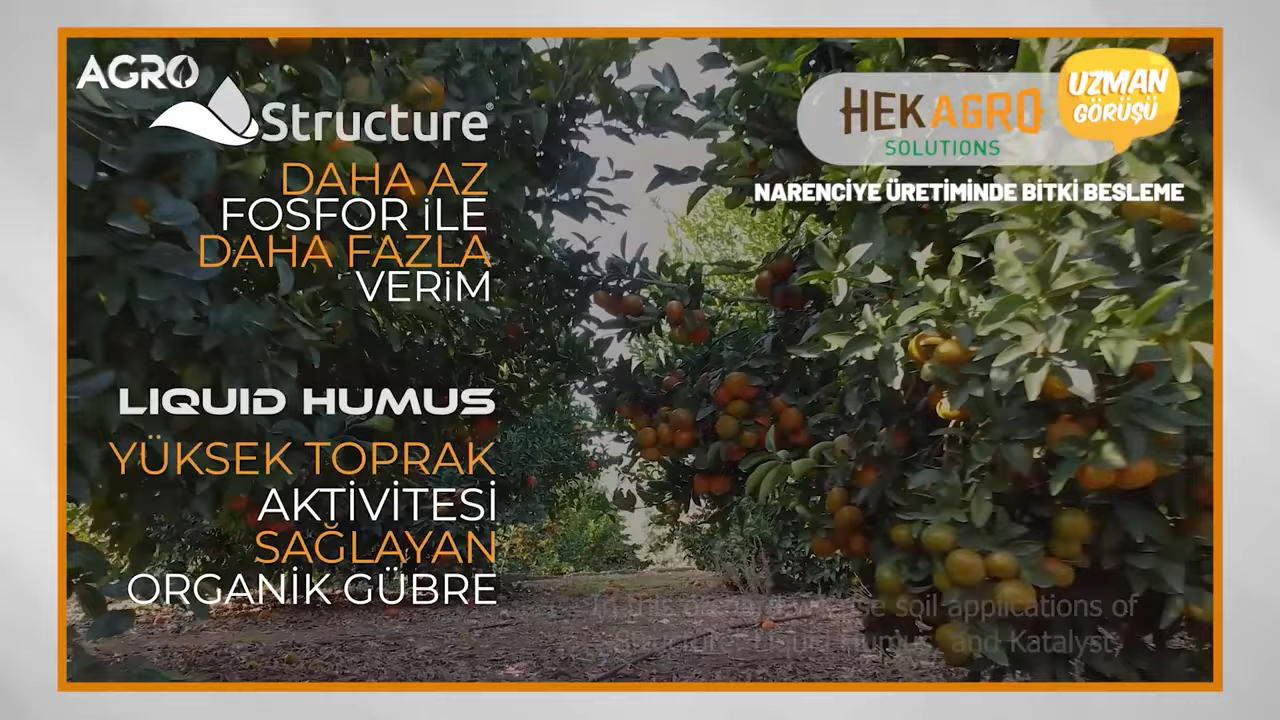 AGRO
Structure®
DAHA AZ
FOSFOR İLE
DAHA FAZLA
VERİM
LIQUID HUMUS
YÜKSEK TOPRAK
AKTİVİTESİ
SAĞLAYAN
ORGANİK GÜBRE
HEKAGRO
SOLUTIONS
UZMAN
GÖRÜŞÜ
NARENCİYE ÜRETİMİNDE BİTKİ BESLEME
In this soil applications of
Liquid Humus and Katalyst